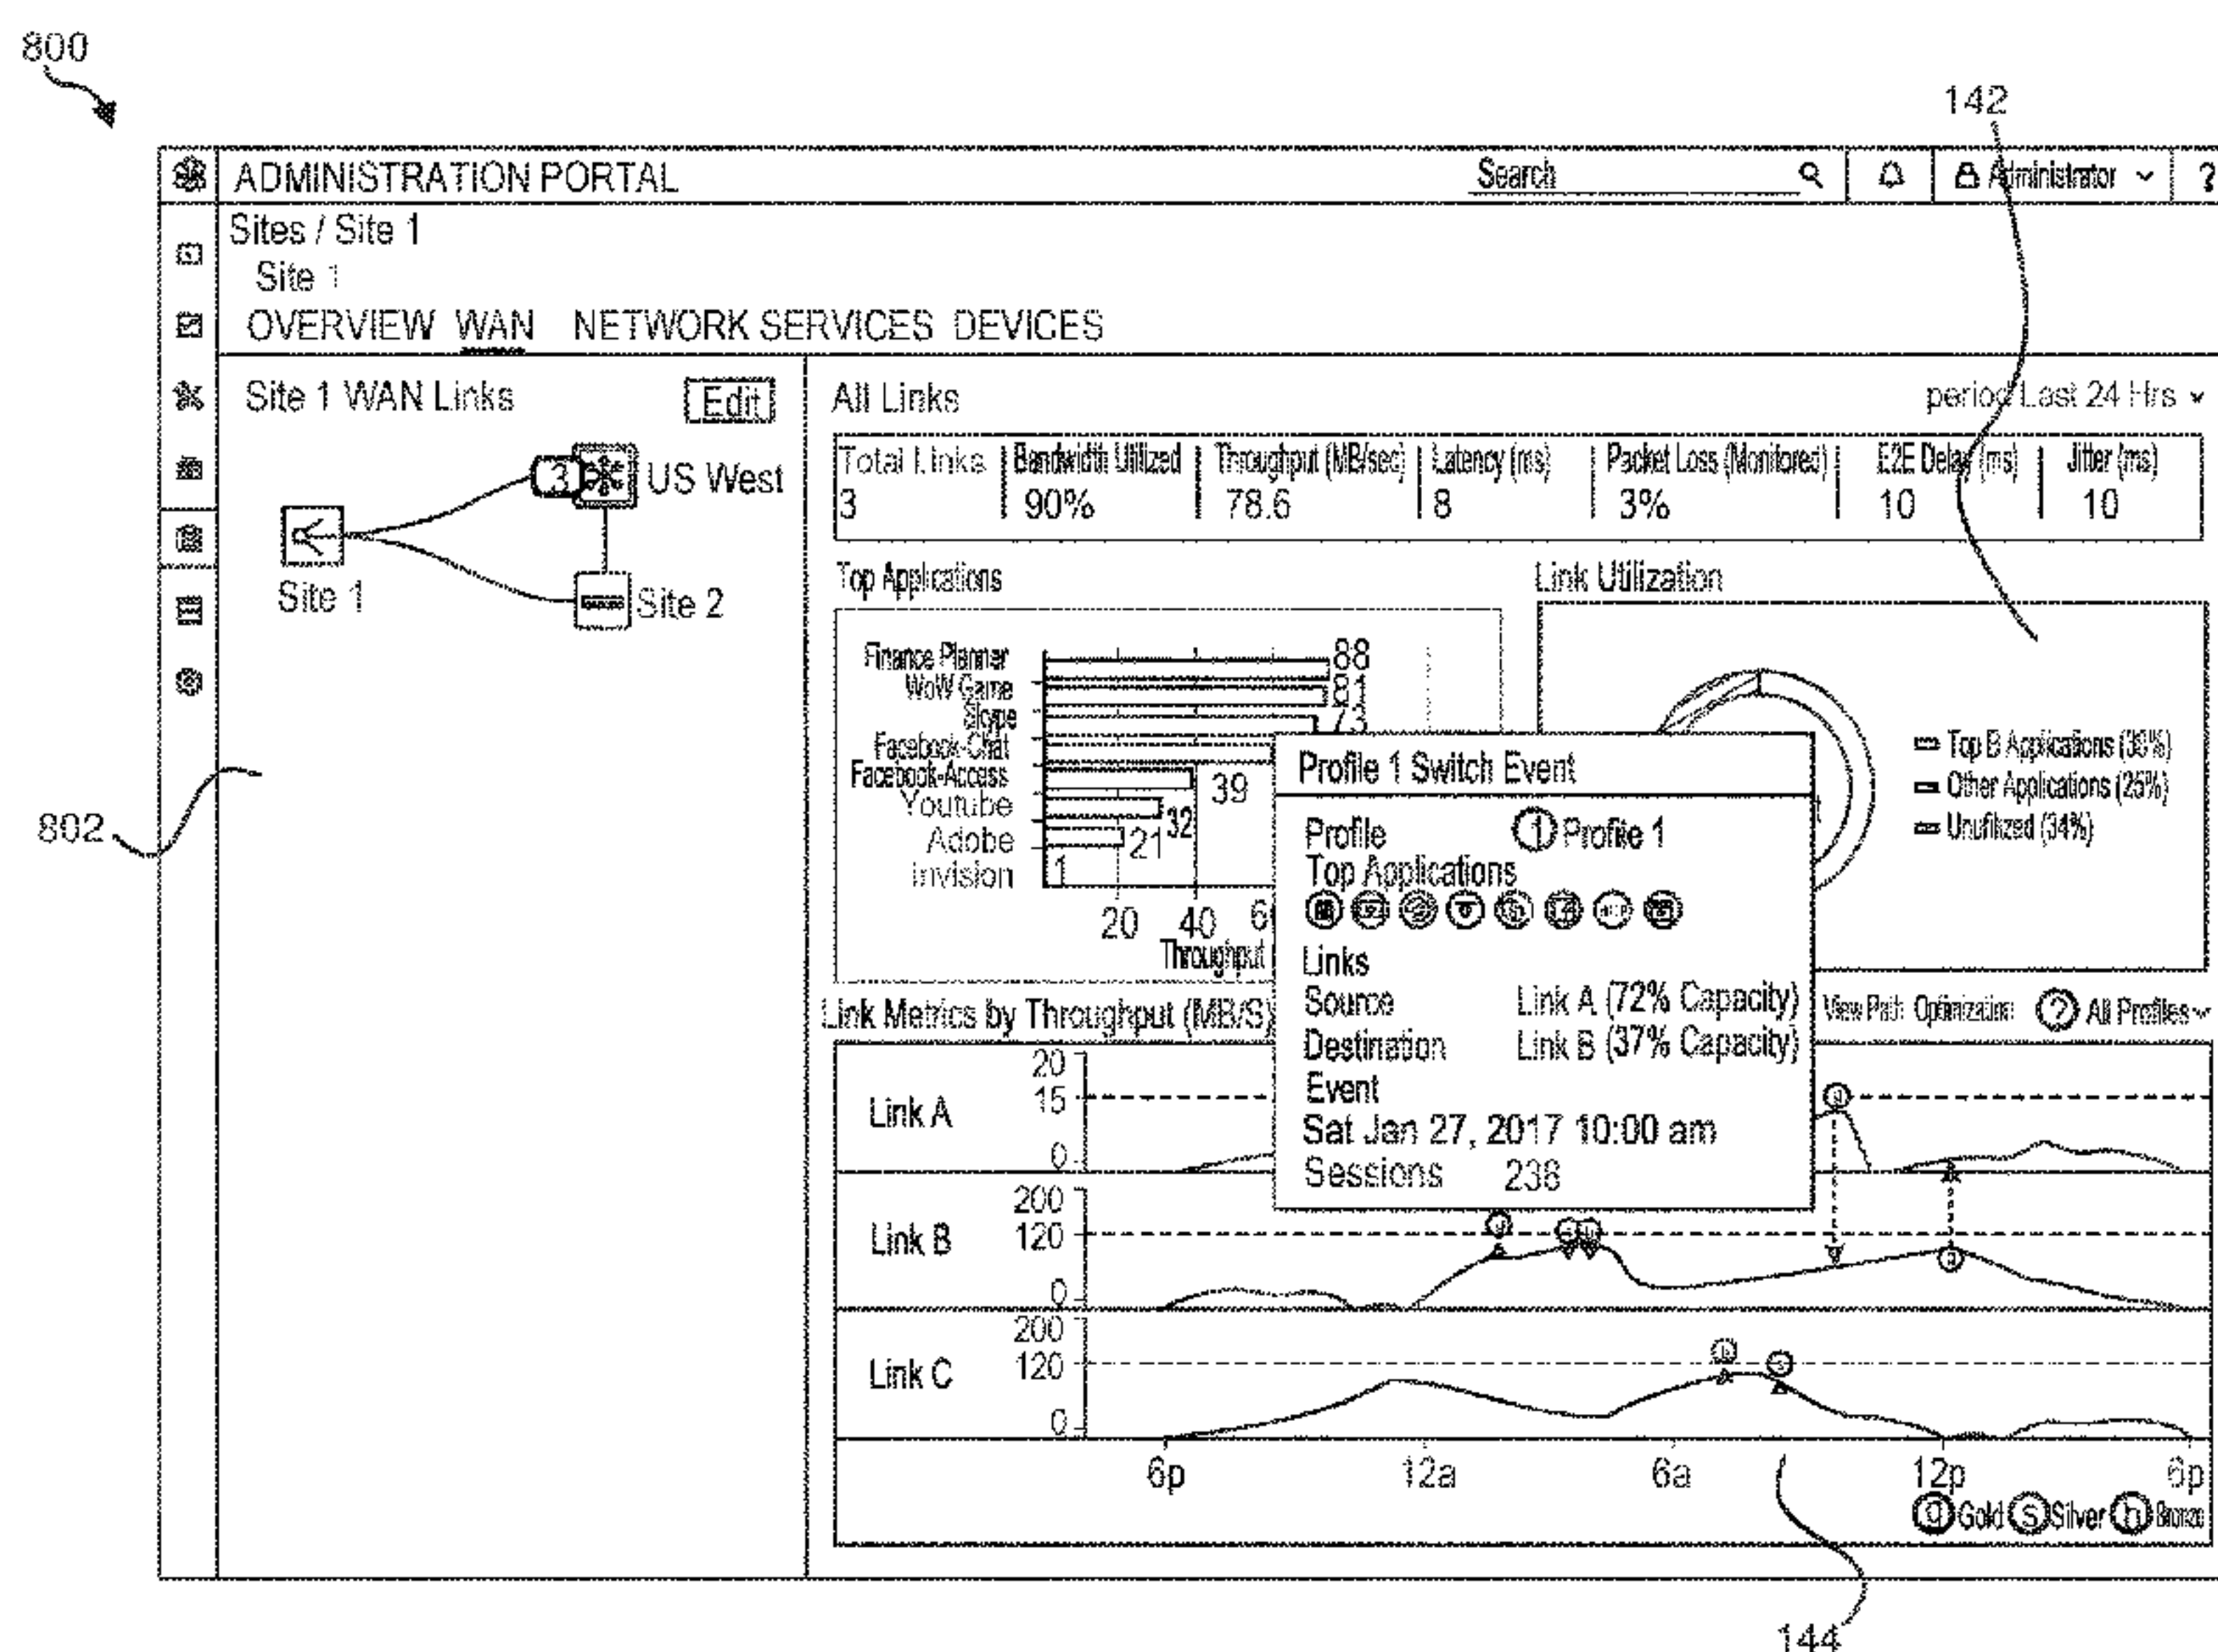 800
142
ADMINISTRATION PORTAL Search Administrator ?
Sites / Site 1
Site 1
OVERVIEW WAN NETWORK SERVICES DEVICES
Site 1 WAN Links Edit
3 US West
Site 1
Site 2
802
All Links period Last 24 Hrs
Total Links Bandwidth Utilized Throughput (MB/sec) Latency (ms) Packet Loss (Monitored) E2E Delay (ms) Jitter (ms)
3 90% 78.6 8 3% 10 10
Top Applications
Finance Planner 88
WoW Game 81
Skype 73
Facebook-Chat
Facebook-Access 39
Youtube 32
Adobe 21
Invision 1
20 40 6
Throughput
Link Utilization
Top B Applications
Other Applications (25%)
(34%)
Profile 1 Switch Event
Profile 1 Profile 1
Top Applications
Links
Source Link A (72% Capacity)
Destination Link B (37% Capacity)
Event
Sat Jan 27, 2017 10:00 am
Sessions 238
Link Metrics by Throughput (MB/S) View Path Optimization ? All Profiles
Link A 20 15 0
g
Link B 200 120 0
Link C 200 120 0
s
6p 12a 6a 12p 6p
g Gold s Silver Bronze
144